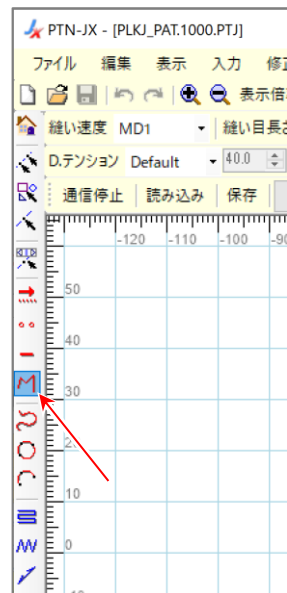 PTN-JX - [PLKJ_PAT.1000.PTJ]
ファイル 編集 表示 入力
表示倍
縫い速度 MD1 縫い目長さ
D.テンション Default 40.0
通信停止 読み込み 保存
-120 -110 -100
50
40
30
10
0